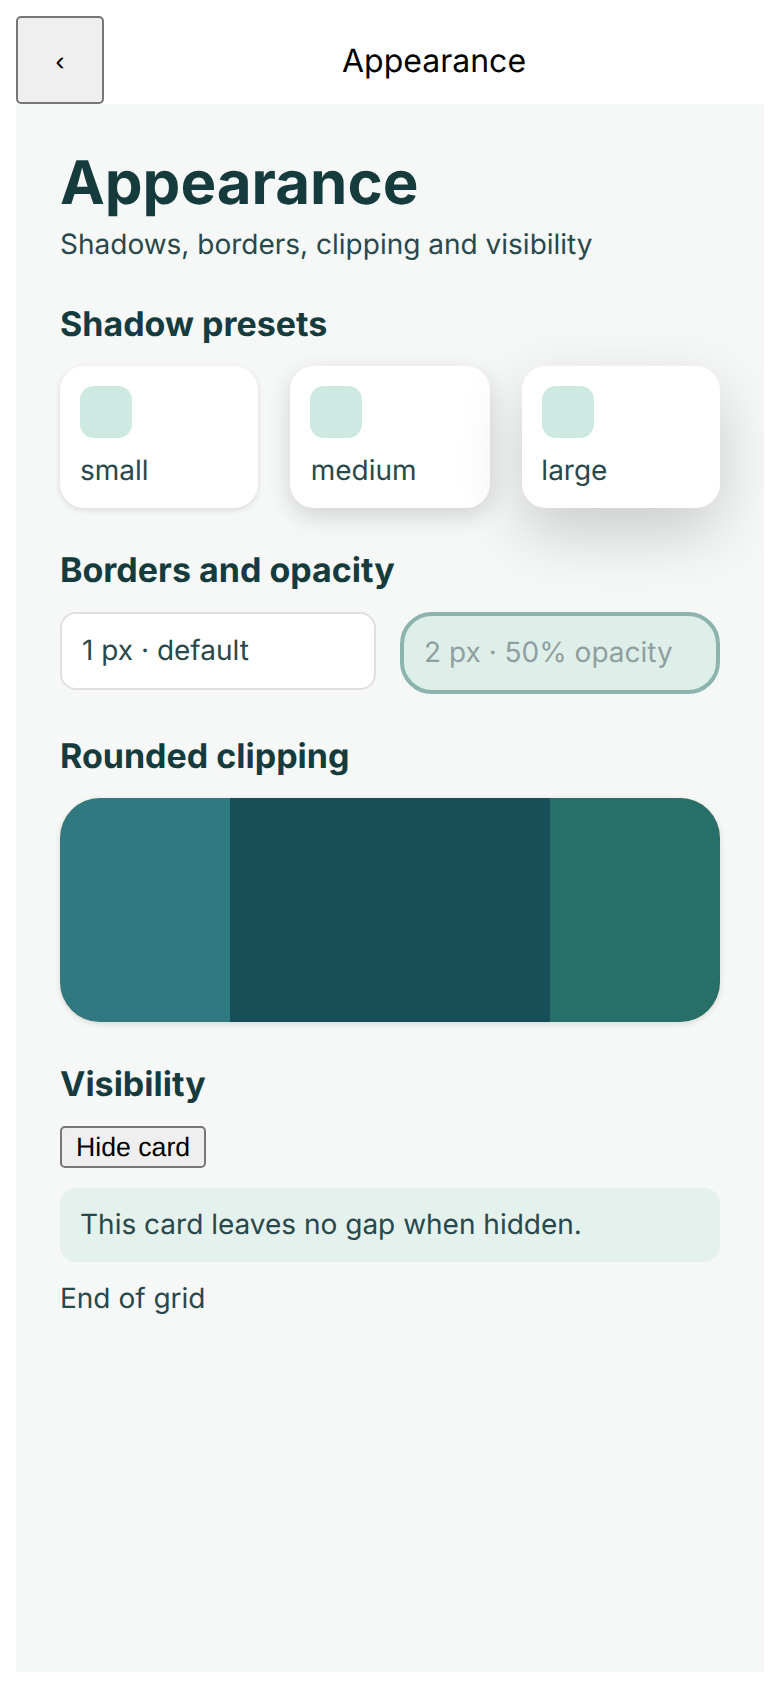 ‹
Appearance
Appearance
Shadows, borders, clipping and visibility
Shadow presets
small
medium
large
Borders and opacity
1 px · default
2 px · 50% opacity
Rounded clipping
Visibility
Hide card
This card leaves no gap when hidden.
End of grid